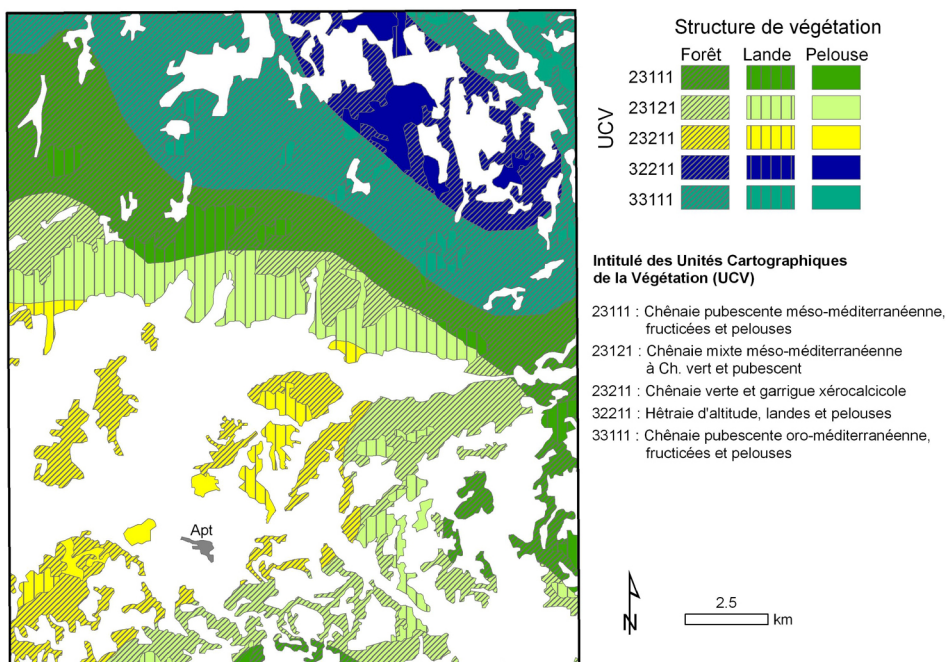 Structure de végétation
Forêt Lande Pelouse
UCV
23111
23121
23211
32211
33111
Intitulé des Unités Cartographiques
de la Végétation (UCV)
23111 : Chênaie pubescente méso-méditerranéenne,
fructicées et pelouses
23121 : Chênaie mixte méso-méditerranéenne
à Ch. vert et pubescent
23211 : Chênaie verte et garrigue xérocalcicole
32211 : Hêtraie d'altitude, landes et pelouses
33111 : Chênaie pubescente oro-méditerranéenne,
fructicées et pelouses
Apt
N
2.5
km